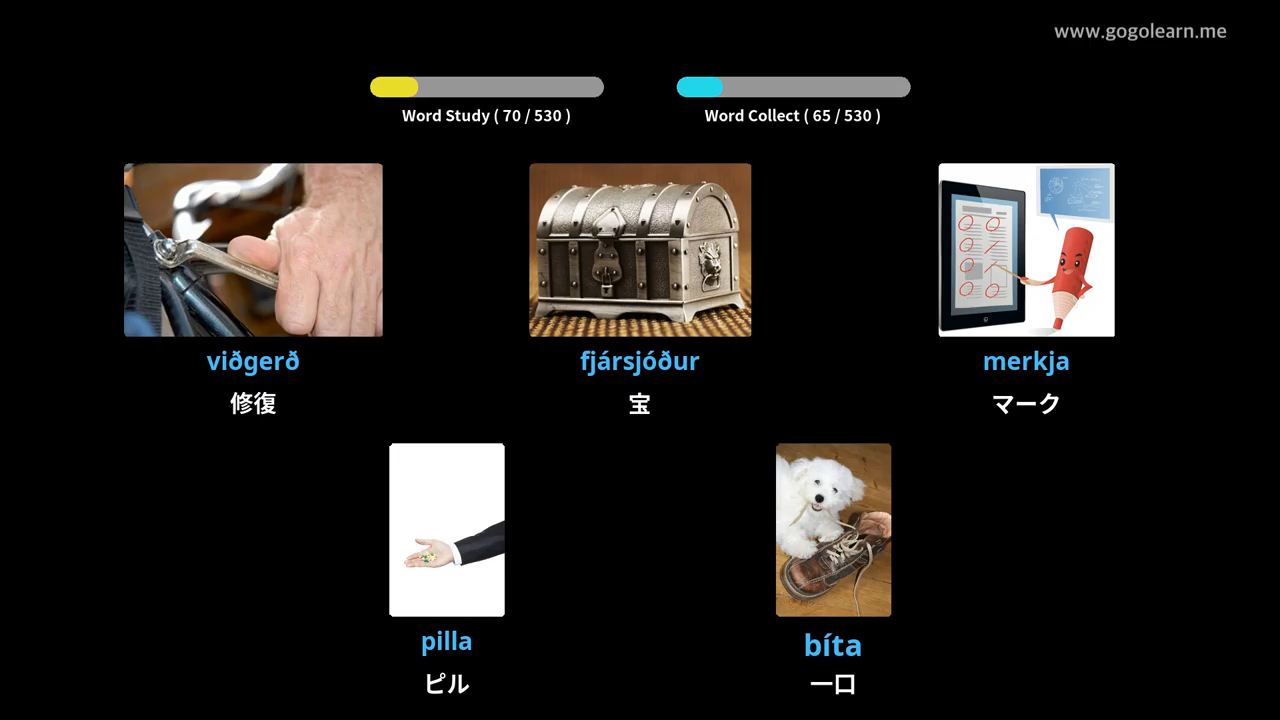 www.gogolearn.me
Word Study ( 70 / 530 )
Word Collect ( 65 / 530 )
viðgerð
修復
fjársjóður
宝
merkja
マーク
pilla
ピル
bíta
一口